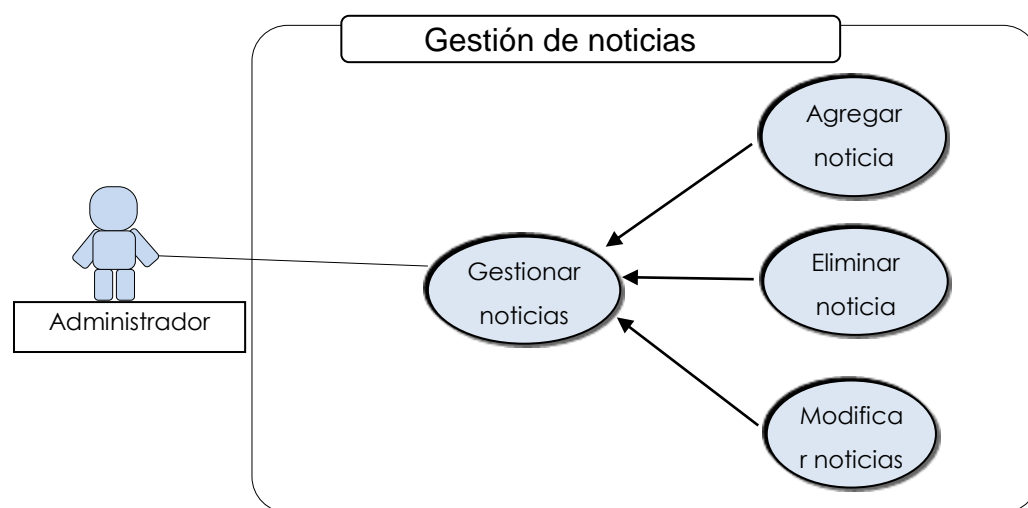 Gestión de noticias
Agregar
noticia
Gestionar
noticias
Eliminar
noticia
Administrador
Modifica
r noticias